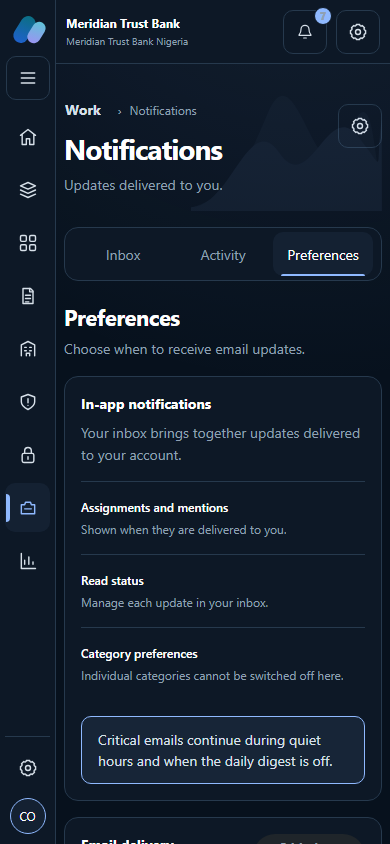 Meridian Trust Bank
Meridian Trust Bank Nigeria
Work › Notifications
Notifications
Updates delivered to you.
Inbox Activity Preferences
Preferences
Choose when to receive email updates.
In-app notifications
Your inbox brings together updates delivered
to your account.
Assignments and mentions
Shown when they are delivered to you.
Read status
Manage each update in your inbox.
Category preferences
Individual categories cannot be switched off here.
Critical emails continue during quiet
hours and when the daily digest is off.
CO
Email delivery